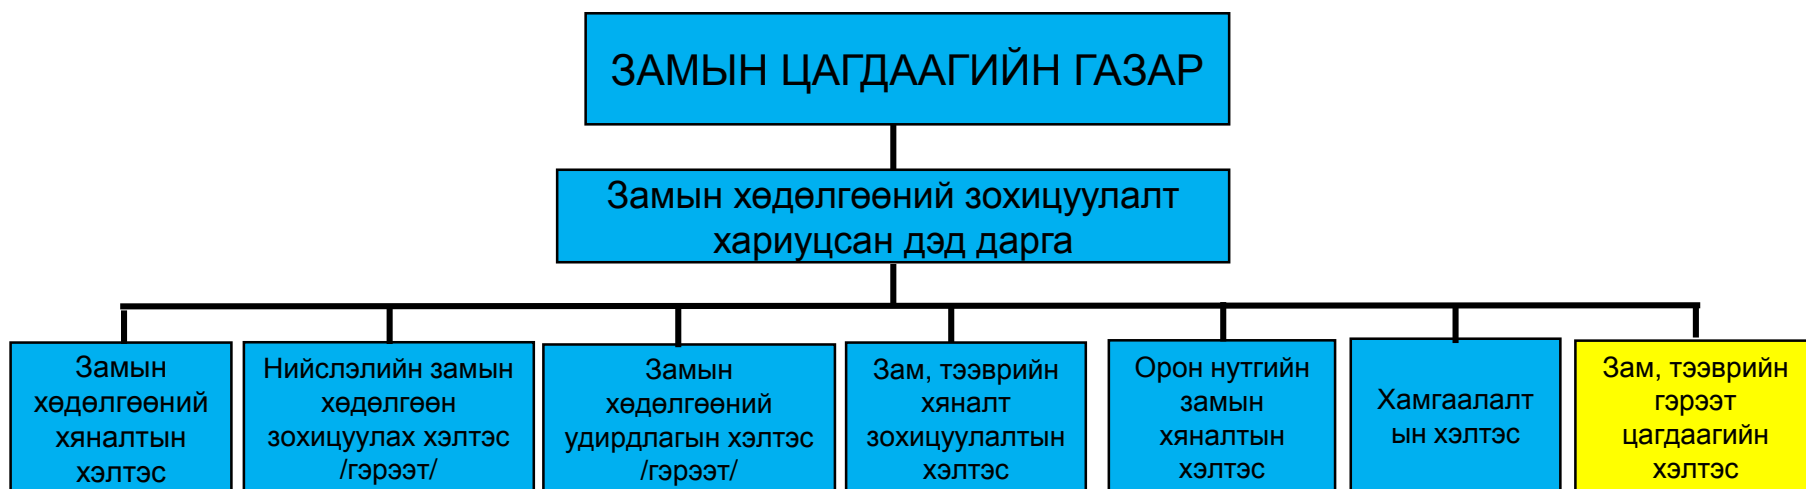 ЗАМЫН ЦАГДААГИЙН ГАЗАР
Замын хөдөлгөөний зохицуулалт
хариуцсан дэд дарга
Замын
хөдөлгөөний
хяналтын
хэлтэс
Нийслэлийн замын
хөдөлгөөн
зохицуулах хэлтэс
/гэрээт/
Замын
хөдөлгөөний
удирдлагын хэлтэс
/гэрээт/
Зам, тээврийн
хяналт
зохицуулалтын
хэлтэс
Орон нутгийн
замын
хяналтын
хэлтэс
Хамгаалалт
ын хэлтэс
Зам, тээврийн
гэрээт
цагдаагийн
хэлтэс